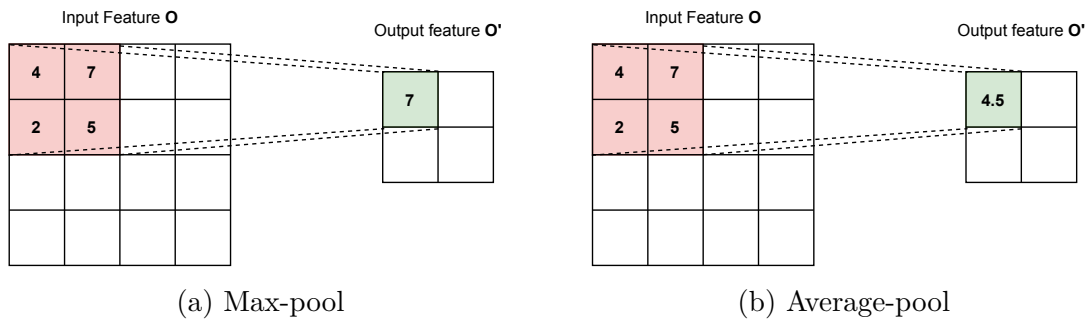 Input Feature O
Output feature O'
4 7
7
2 5
(a) Max-pool
Input Feature O
Output feature O'
4 7
4.5
2 5
(b) Average-pool